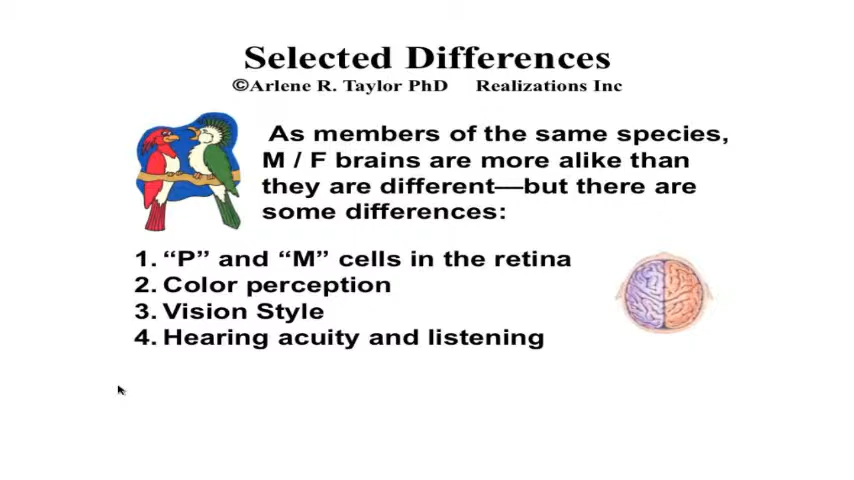 Selected Differences
©Arlene R. Taylor PhD Realizations Inc
As members of the same species,
M / F brains are more alike than
they are different—but there are
some differences:
1. “P” and “M” cells in the retina
2. Color perception
3. Vision Style
4. Hearing acuity and listening